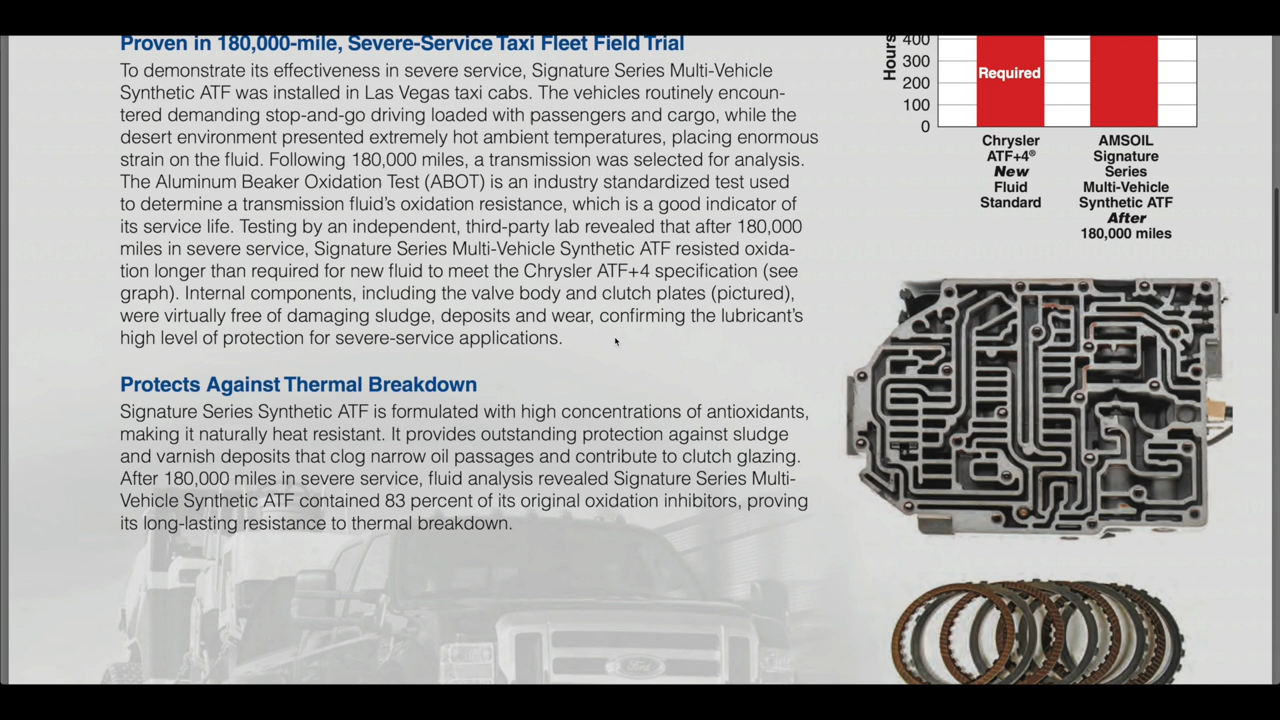 Proven in 180,000-mile, Severe-Service Taxi Fleet Field Trial
To demonstrate its effectiveness in severe service, Signature Series Multi-Vehicle
Synthetic ATF was installed in Las Vegas taxi cabs. The vehicles routinely encoun-
tered demanding stop-and-go driving loaded with passengers and cargo, while the
desert environment presented extremely hot ambient temperatures, placing enormous
strain on the fluid. Following 180,000 miles, a transmission was selected for analysis.
The Aluminum Beaker Oxidation Test (ABOT) is an industry standardized test used
to determine a transmission fluid's oxidation resistance, which is a good indicator of
its service life. Testing by an independent, third-party lab revealed that after 180,000
miles in severe service, Signature Series Multi-Vehicle Synthetic ATF resisted oxida-
tion longer than required for new fluid to meet the Chrysler ATF+4 specification (see
graph). Internal components, including the valve body and clutch plates (pictured),
were virtually free of damaging sludge, deposits and wear, confirming the lubricant's
high level of protection for severe-service applications.
Protects Against Thermal Breakdown
Signature Series Synthetic ATF is formulated with high concentrations of antioxidants,
making it naturally heat resistant. It provides outstanding protection against sludge
and varnish deposits that clog narrow oil passages and contribute to clutch glazing.
After 180,000 miles in severe service, fluid analysis revealed Signature Series Multi-
Vehicle Synthetic ATF contained 83 percent of its original oxidation inhibitors, proving
its long-lasting resistance to thermal breakdown.
Hours
400
300
200
100
0
Required
Chrysler
ATF+4®
New
Fluid
Standard
AMSOIL
Signature
Series
Multi-Vehicle
Synthetic ATF
After
180,000 miles
Ford